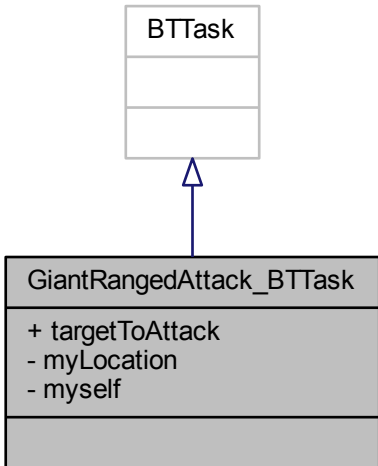 BTTask
GiantRangedAttack_BTTask
+ targetToAttack
- myLocation
- myself